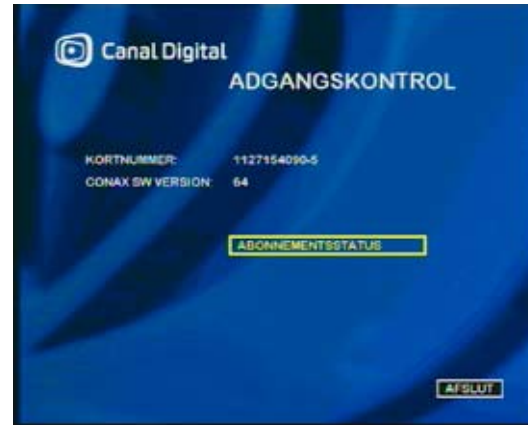 Canal Digital
ADGANGSKONTROL
KORTNUMMER: 1127154090-5
CONAX SW VERSION: 64
ABONNEMENTSSTATUS
AFSLUT